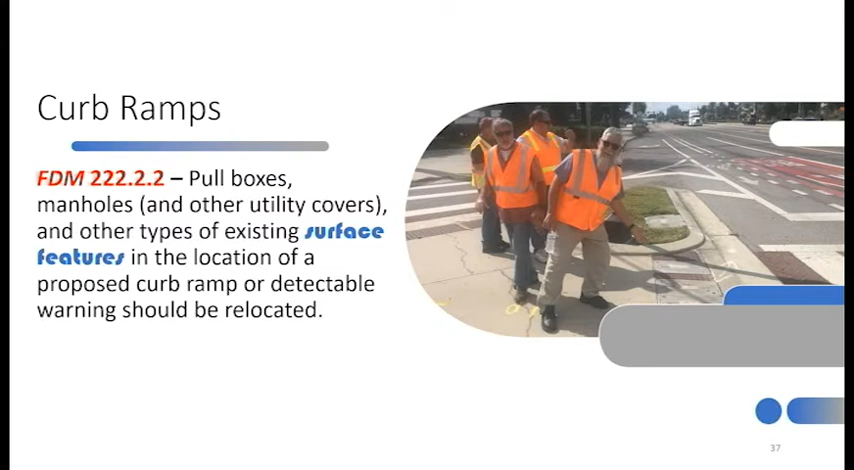 Curb Ramps
FDM 222.2.2 – Pull boxes,
manholes (and other utility covers),
and other types of existing surface
features in the location of a
proposed curb ramp or detectable
warning should be relocated.
37